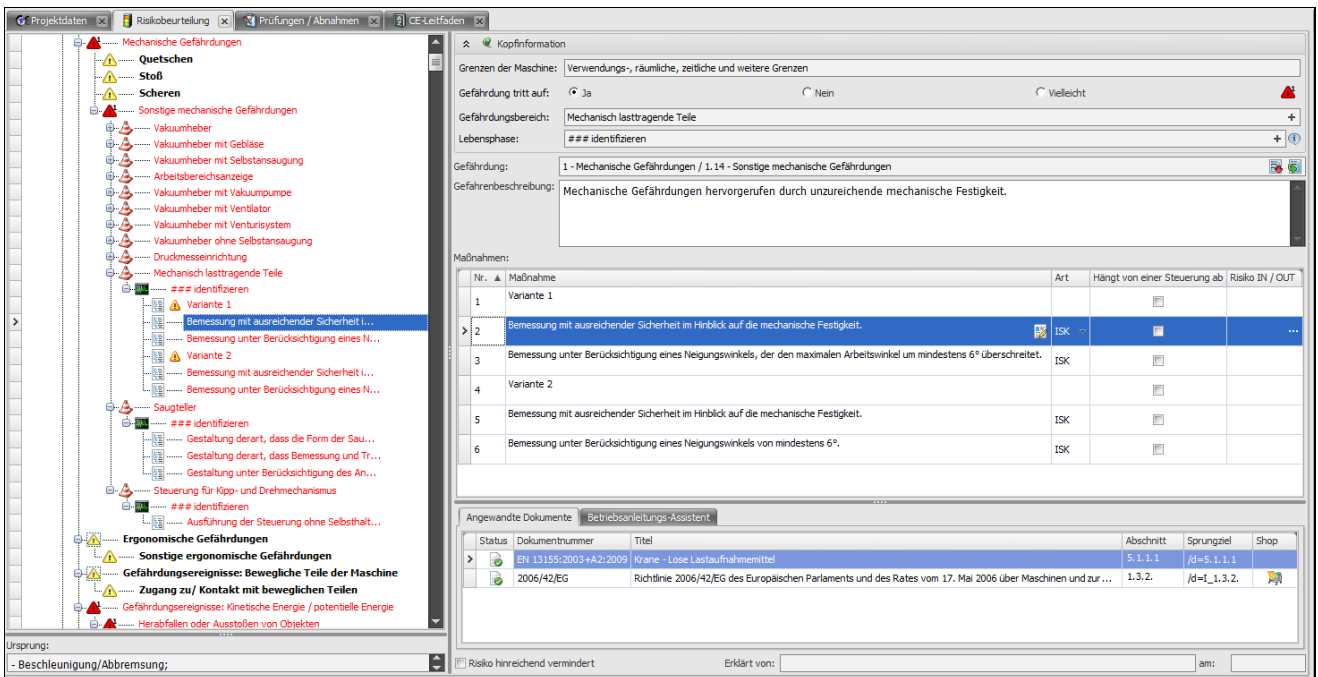 Projektdaten Risikobeurteilung Prüfungen / Abnahmen CE-Leitfaden
Mechanische Gefährdungen
Quetschen
Stoß
Scheren
Sonstige mechanische Gefährdungen
Vakuumheber
Vakuumheber mit Gebläse
Vakuumheber mit Selbstansaugung
Arbeitsbereichsanzeige
Vakuumheber mit Vakuumpumpe
Vakuumheber mit Ventilator
Vakuumheber mit Venturisystem
Vakuumheber ohne Selbstansaugung
Druckmesseinrichtung
Mechanisch lasttragende Teile
### identifizieren
Variante 1
Bemessung mit ausreichender Sicherheit i...
Bemessung unter Berücksichtigung eines N...
Variante 2
Bemessung mit ausreichender Sicherheit i...
Bemessung unter Berücksichtigung eines N...
Saugteller
### identifizieren
Gestaltung derart, dass die Form der Sau...
Gestaltung derart, dass Bemessung und Tr...
Gestaltung unter Berücksichtigung des An...
Steuerung für Kipp- und Drehmechanismus
### identifizieren
Ausführung der Steuerung ohne Selbsthalt...
Ergonomische Gefährdungen
Sonstige ergonomische Gefährdungen
Gefährdungsereignisse: Bewegliche Teile der Maschine
Zugang zu/ Kontakt mit beweglichen Teilen
Gefährdungsereignisse: Kinetische Energie / potentielle Energie
Herabfallen oder Ausstoßen von Objekten
Ursprung:
- Beschleunigung/Abbremsung;
Kopfinformation
Grenzen der Maschine: Verwendungs-, räumliche, zeitliche und weitere Grenzen
Gefährdung tritt auf: Ja Nein Vielleicht
Gefährdungsbereich: Mechanisch lasttragende Teile
Lebensphase: ### identifizieren
Gefährdung: 1 - Mechanische Gefährdungen / 1.14 - Sonstige mechanische Gefährdungen
Gefahrenbeschreibung: Mechanische Gefährdungen hervorgerufen durch unzureichende mechanische Festigkeit.
Maßnahmen:
Nr. Maßnahme Art Hängt von einer Steuerung ab Risiko IN / OUT
1 Variante 1
2 Bemessung mit ausreichender Sicherheit im Hinblick auf die mechanische Festigkeit. ISK ...
3 Bemessung unter Berücksichtigung eines Neigungswinkels, der den maximalen Arbeitswinkel um mindestens 6° überschreitet. ISK
4 Variante 2
5 Bemessung mit ausreichender Sicherheit im Hinblick auf die mechanische Festigkeit. ISK
6 Bemessung unter Berücksichtigung eines Neigungswinkels von mindestens 6°. ISK
Angewandte Dokumente Betriebsanleitungs-Assistent
Status Dokumentnummer Titel Abschnitt Sprungziel Shop
EN 13155:2003+A2:2009 Krane - Lose Lastaufnahmemittel 5.1.1.1 /d=5.1.1.1
2006/42/EG Richtlinie 2006/42/EG des Europäischen Parlaments und des Rates vom 17. Mai 2006 über Maschinen und zur ... 1.3.2. /d=I_1.3.2.
Risiko hinreichend vermindert Erklärt von: am: